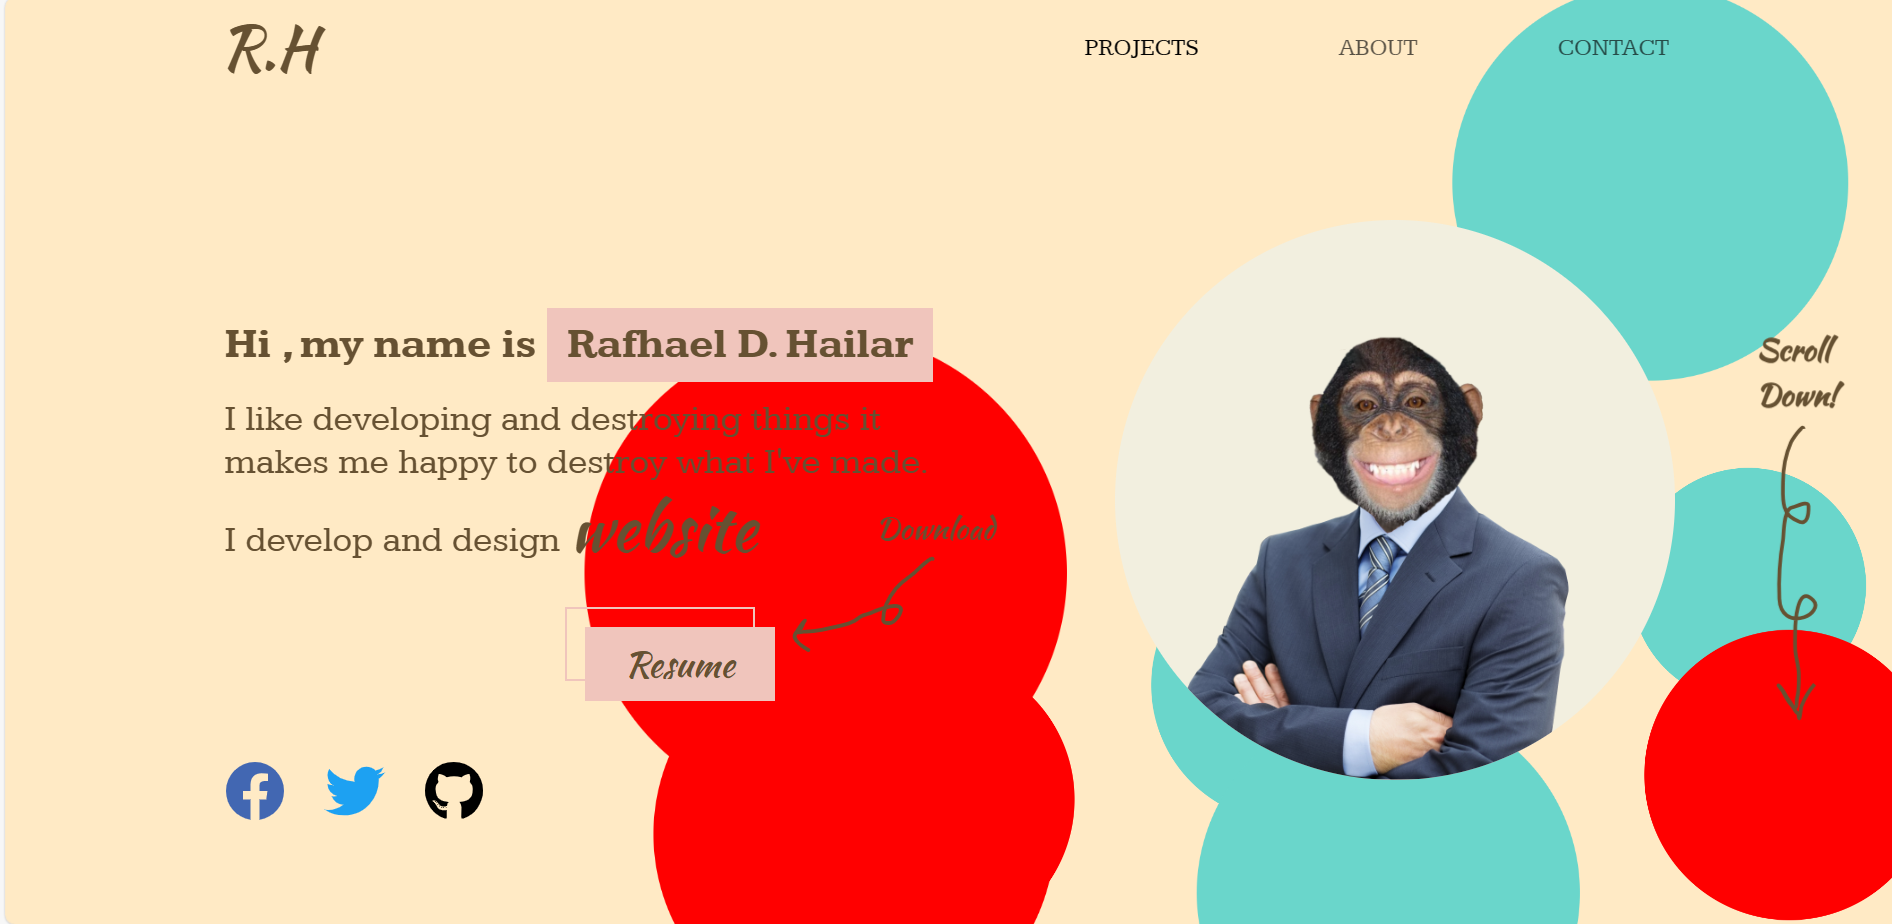 R.H
PROJECTS
ABOUT
CONTACT
Hi , my name is Rafhael D. Hailar
I like developing and destroying things it
makes me happy to destroy what I've made.
I develop and design website
Download
Resume
Scroll
Down!